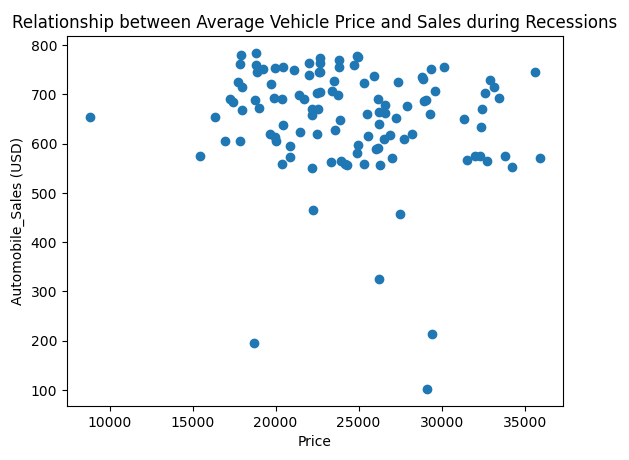 Relationship between Average Vehicle Price and Sales during Recessions
Automobile_Sales (USD)
800
700
600
500
400
300
200
100
10000 15000 20000 25000 30000 35000
Price